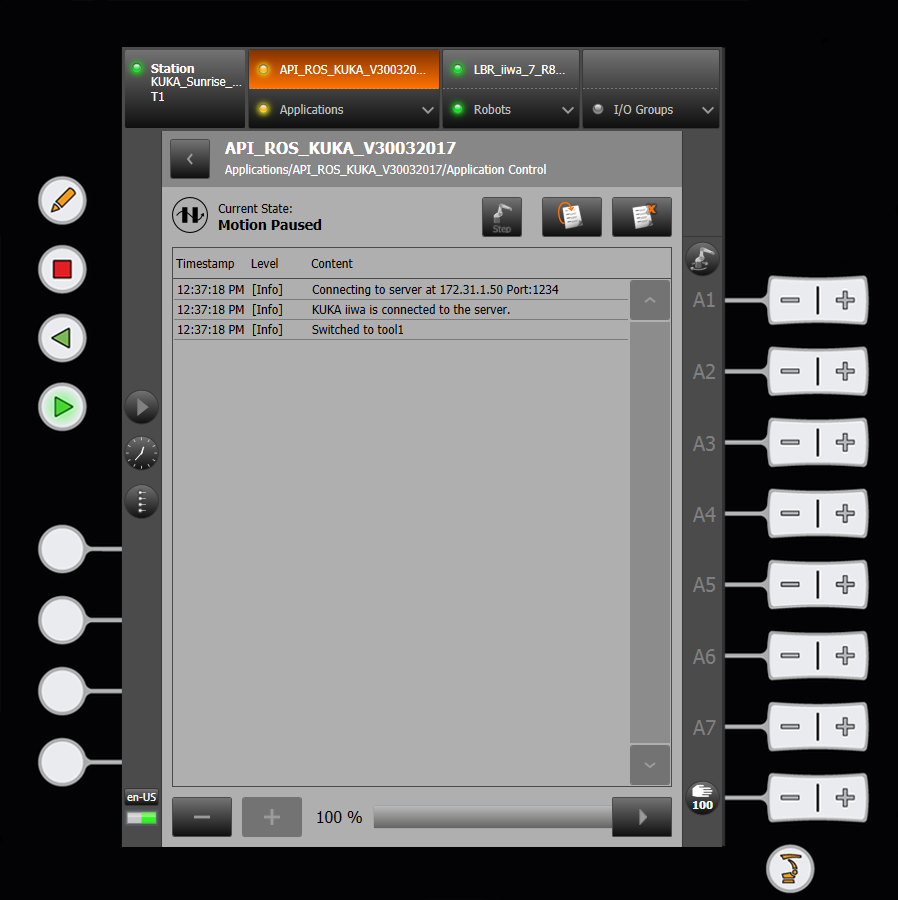 Station
KUKA_Sunrise_...
T1
API_ROS_KUKA_V300320...
Applications
LBR_iiwa_7_R8...
Robots
I/O Groups
API_ROS_KUKA_V30032017
Applications/API_ROS_KUKA_V30032017/Application Control
Current State:
Motion Paused
Step
Timestamp Level Content
12:37:18 PM [Info] Connecting to server at 172.31.1.50 Port:1234
12:37:18 PM [Info] KUKA iiwa is connected to the server.
12:37:18 PM [Info] Switched to tool1
A1
A2
A3
A4
A5
A6
A7
en-US
100 %
100